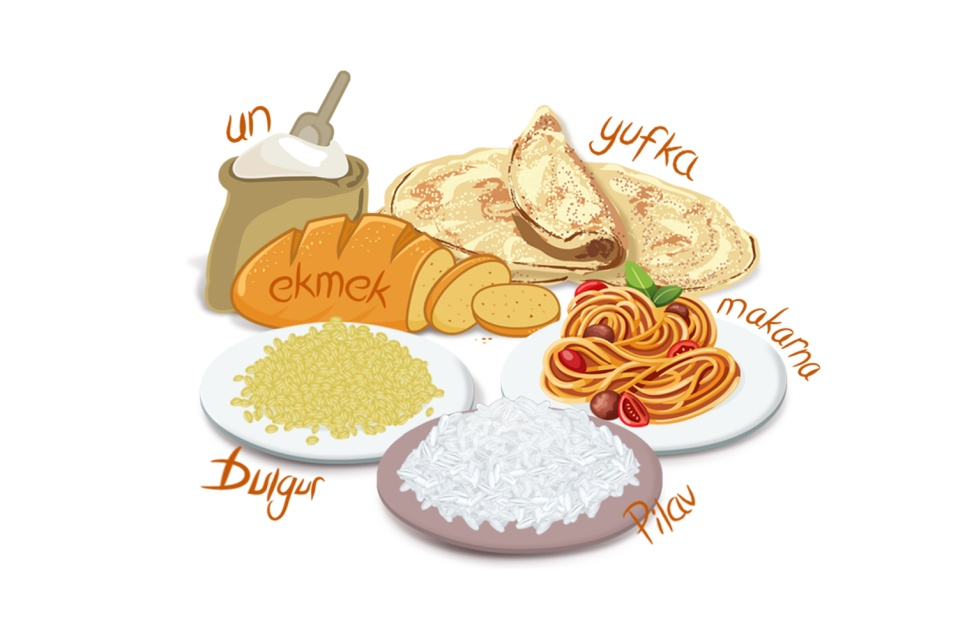 un
yufka
ekmek
makarna
Bulgur
Pilav